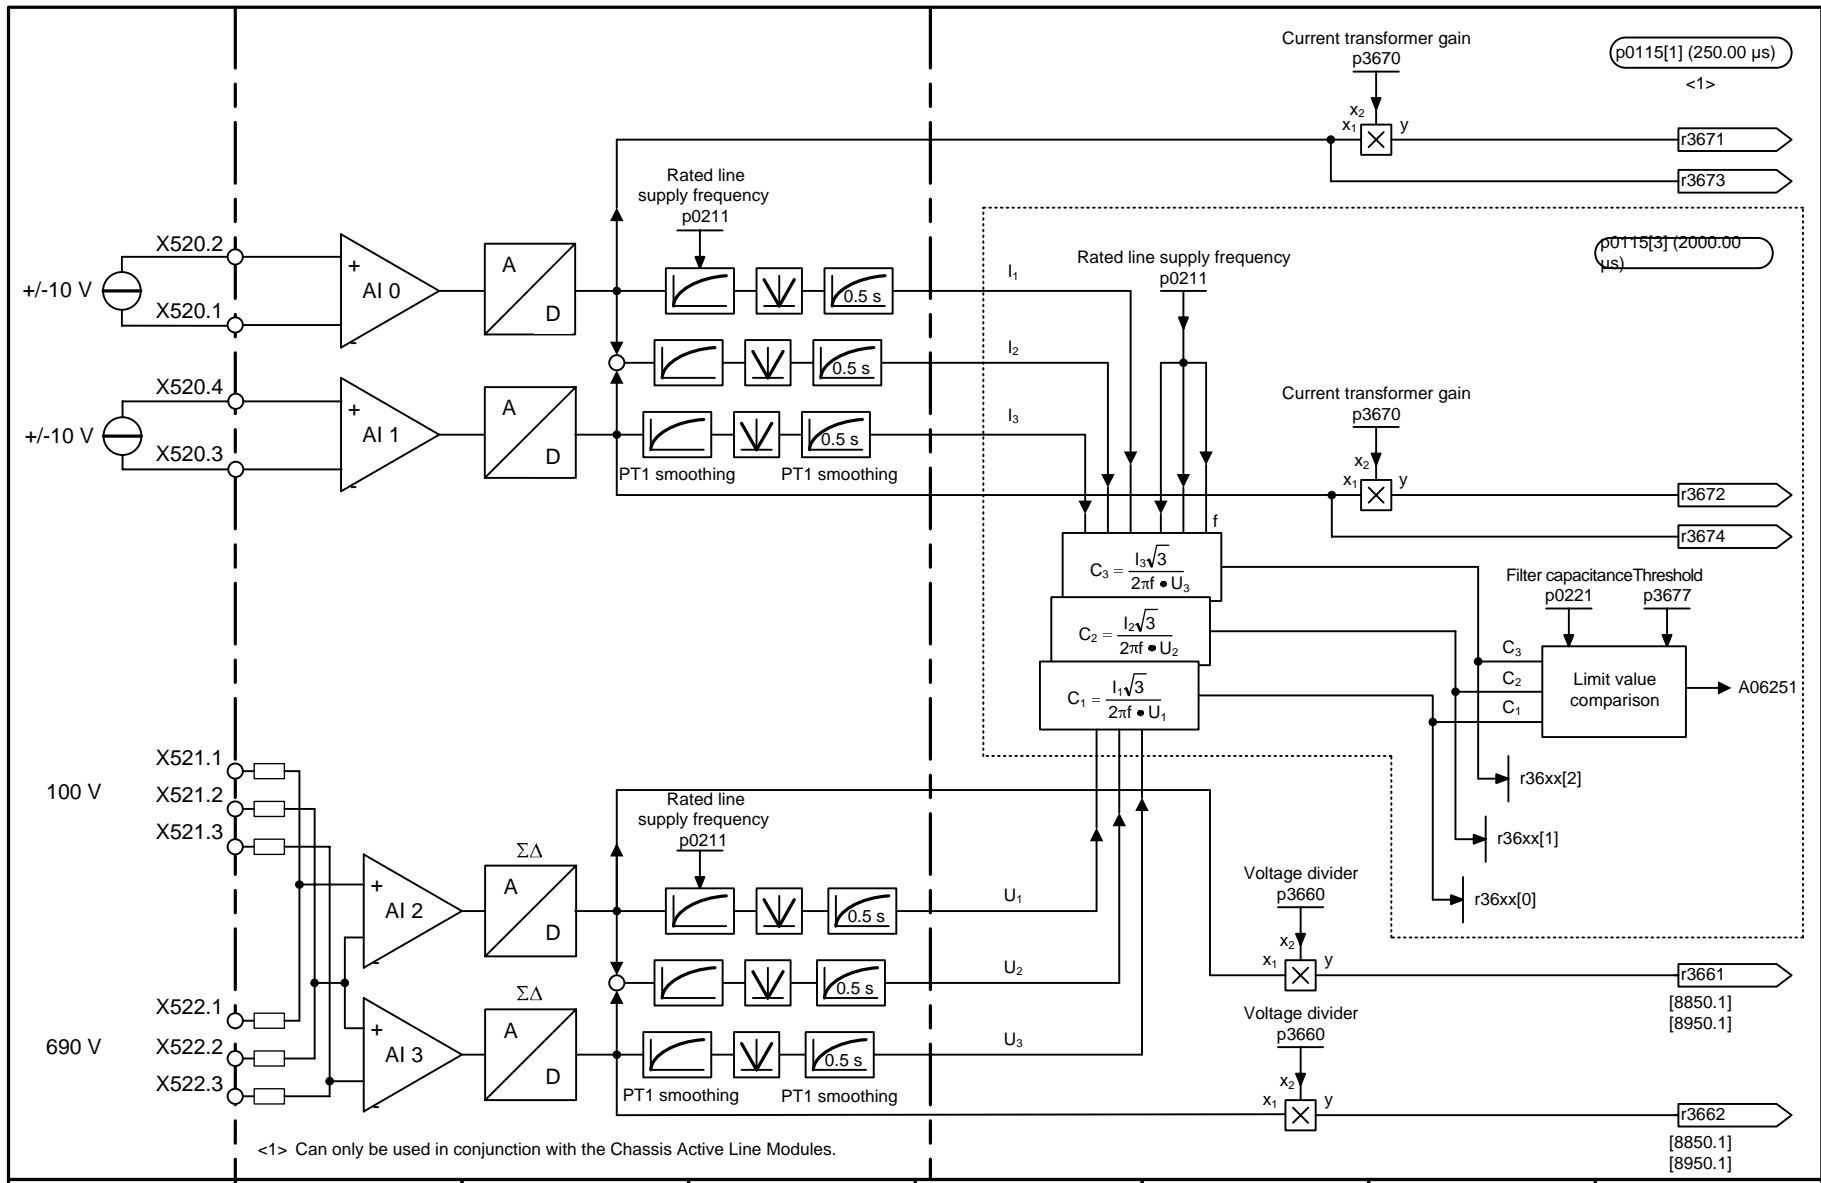 Current transformer gain
p3670
p0115[1] (250.00 µs)
<1>
x2
x1
y
r3671
r3673
Rated line
supply frequency
p0211
p0115[3] (2000.00
µs)
Rated line supply frequency
p0211
X520.2
+/-10 V
X520.1
+
AI 0
-
A
D
0.5 s
I1
0.5 s
I2
X520.4
+/-10 V
X520.3
+
AI 1
-
A
D
0.5 s
I3
PT1 smoothing
PT1 smoothing
Current transformer gain
p3670
x2
x1
y
r3672
r3674
f
C3 = I3√3
2πf • U3
C2 = I2√3
2πf • U2
C1 = I1√3
2πf • U1
Filter capacitance Threshold
p0221
p3677
C3
C2
C1
Limit value
comparison
A06251
r36xx[2]
r36xx[1]
r36xx[0]
100 V
X521.1
X521.2
X521.3
690 V
X522.1
X522.2
X522.3
+
AI 2
-
ΣΔ
A
D
Rated line
supply frequency
p0211
0.5 s
U1
0.5 s
U2
+
AI 3
-
ΣΔ
A
D
0.5 s
U3
PT1 smoothing
PT1 smoothing
Voltage divider
p3660
x2
x1
y
r3661
[8850.1]
[8950.1]
Voltage divider
p3660
x2
x1
y
r3662
[8850.1]
[8950.1]
<1> Can only be used in conjunction with the Chassis Active Line Modules.